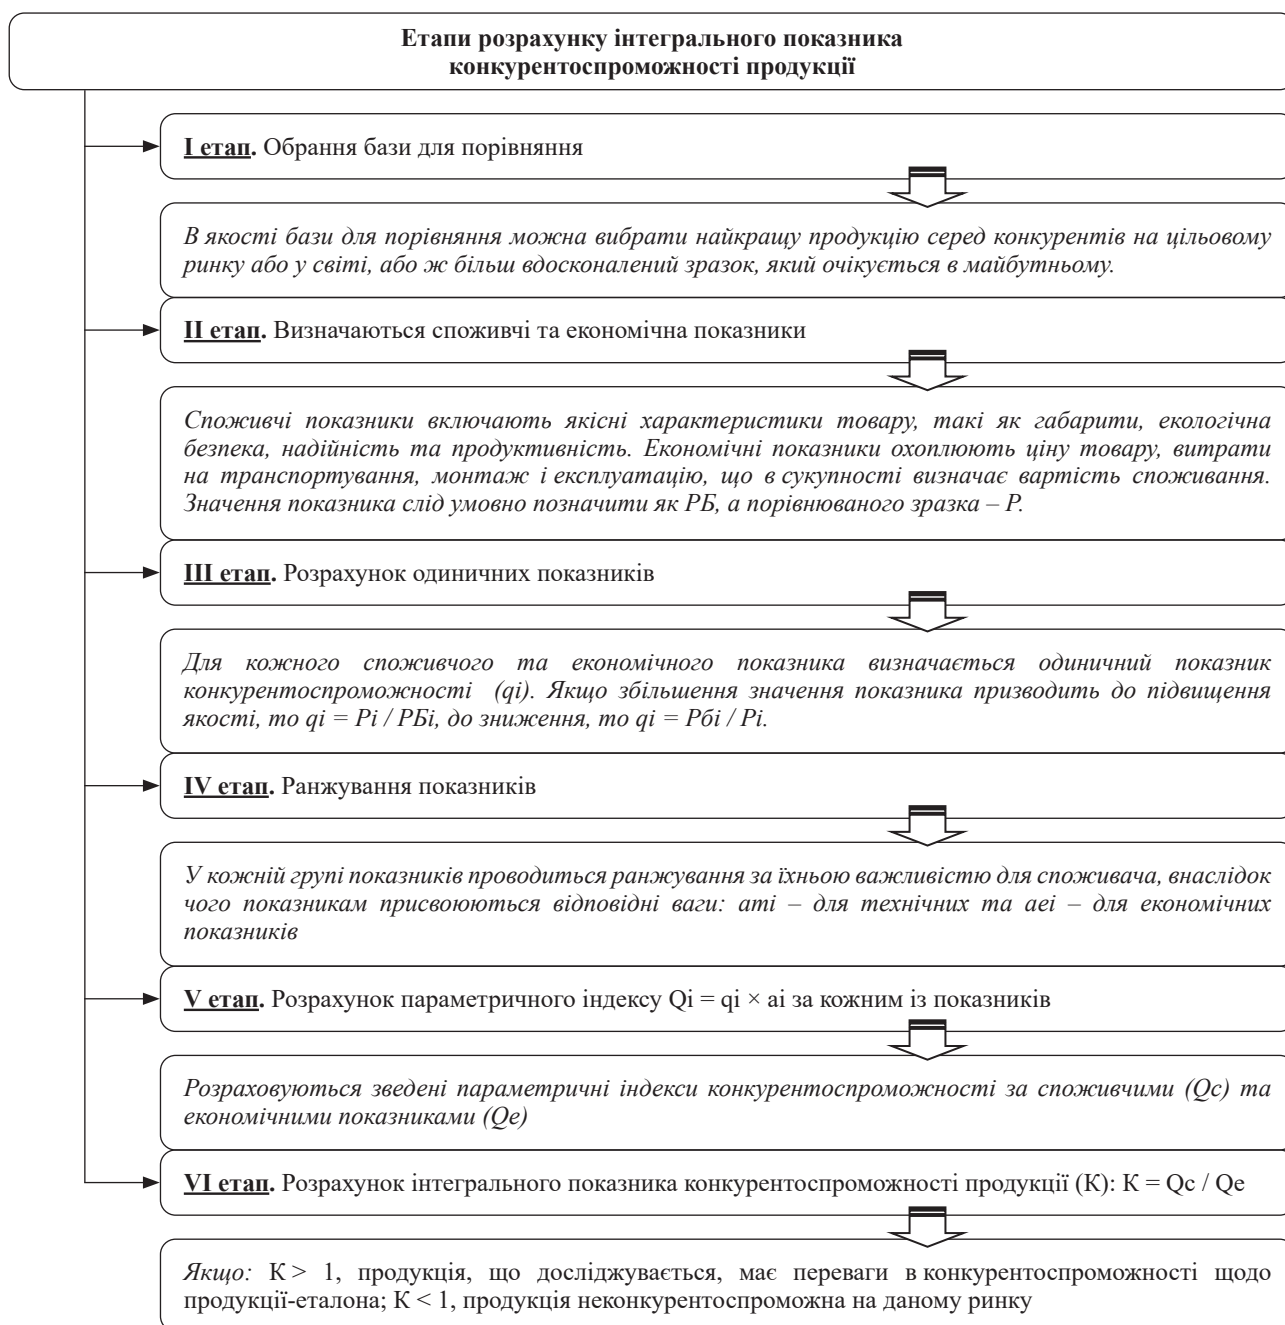 Етапи розрахунку інтегрального показника
конкурентоспроможності продукції
І етап. Обрання бази для порівняння
В якості бази для порівняння можна вибрати найкращу продукцію серед конкурентів на цільовому
ринку або у світі, або ж більш вдосконалений зразок, який очікується в майбутньому.
ІІ етап. Визначаються споживчі та економічна показники
Споживчі показники включають якісні характеристики товару, такі як габарити, екологічна
безпека, надійність та продуктивність. Економічні показники охоплюють ціну товару, витрати
на транспортування, монтаж і експлуатацію, що в сукупності визначає вартість споживання.
Значення показника слід умовно позначити як РБ, а порівнюваного зразка – Р.
ІІІ етап. Розрахунок одиничних показників
Для кожного споживчого та економічного показника визначається одиничний показник
конкурентоспроможності (qi). Якщо збільшення значення показника призводить до підвищення
якості, то qi = Pi / PБi, до зниження, то qi = Рбі / Рі.
IV етап. Ранжування показників
У кожній групі показників проводиться ранжування за їхньою важливістю для споживача, внаслідок
чого показникам присвоюються відповідні ваги: ати – для технічних та aei – для економічних
показників
V етап. Розрахунок параметричного індексу Qi = qi × ai за кожним із показників
Розраховуються зведені параметричні індекси конкурентоспроможності за споживчими (Qc) та
економічними показниками (Qe)
VI етап. Розрахунок інтегрального показника конкурентоспроможності продукції (К): К = Qc / Qe
Якщо: К > 1, продукція, що досліджується, має переваги в конкурентоспроможності щодо
продукції-еталона; К < 1, продукція неконкурентоспроможна на даному ринку